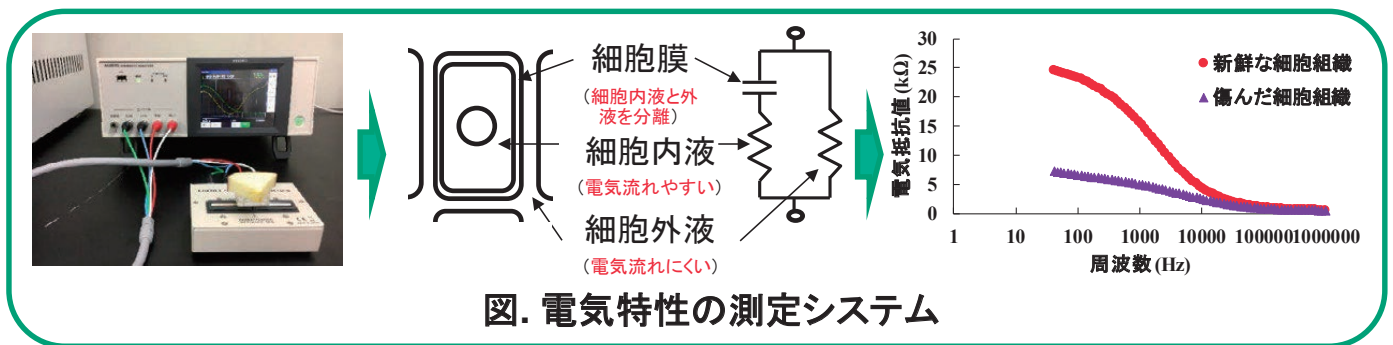 細胞膜
(細胞内液と外
液を分離)
細胞内液
(電気流れやすい)
細胞外液
(電気流れにくい)
電気抵抗値(kΩ)
30
25
20
15
10
5
0
新鮮な細胞組織
傷んだ細胞組織
1
10
100
1000
10000
100000
1000000
周波数(Hz)
図. 電気特性の測定システム